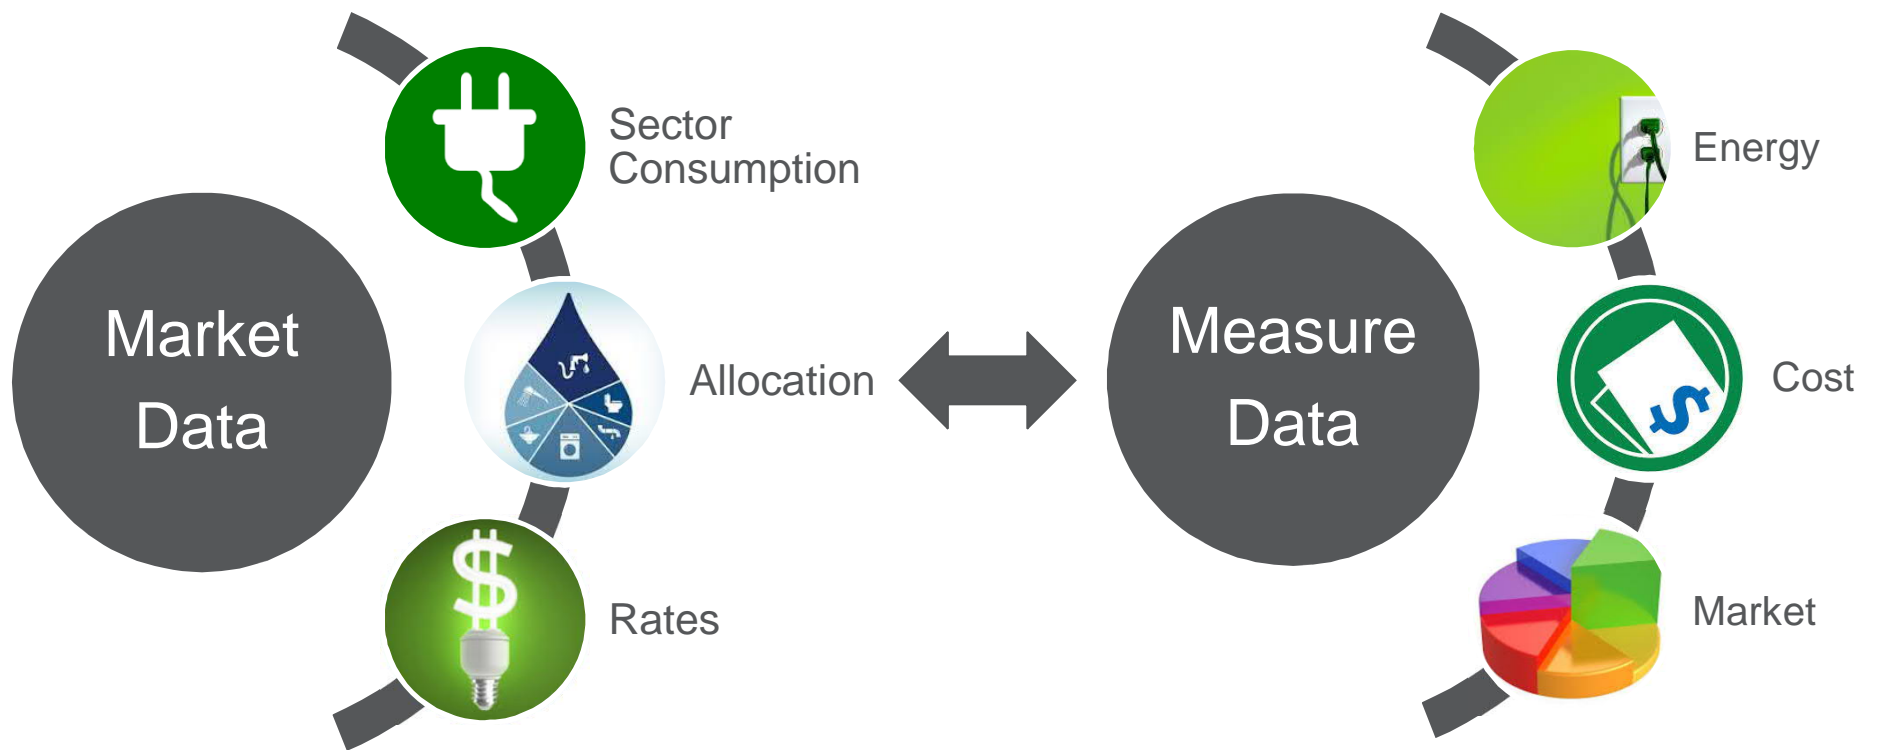 Market
Data
Sector
Consumption
Allocation
Rates
Measure
Data
Energy
Cost
Market
$
$